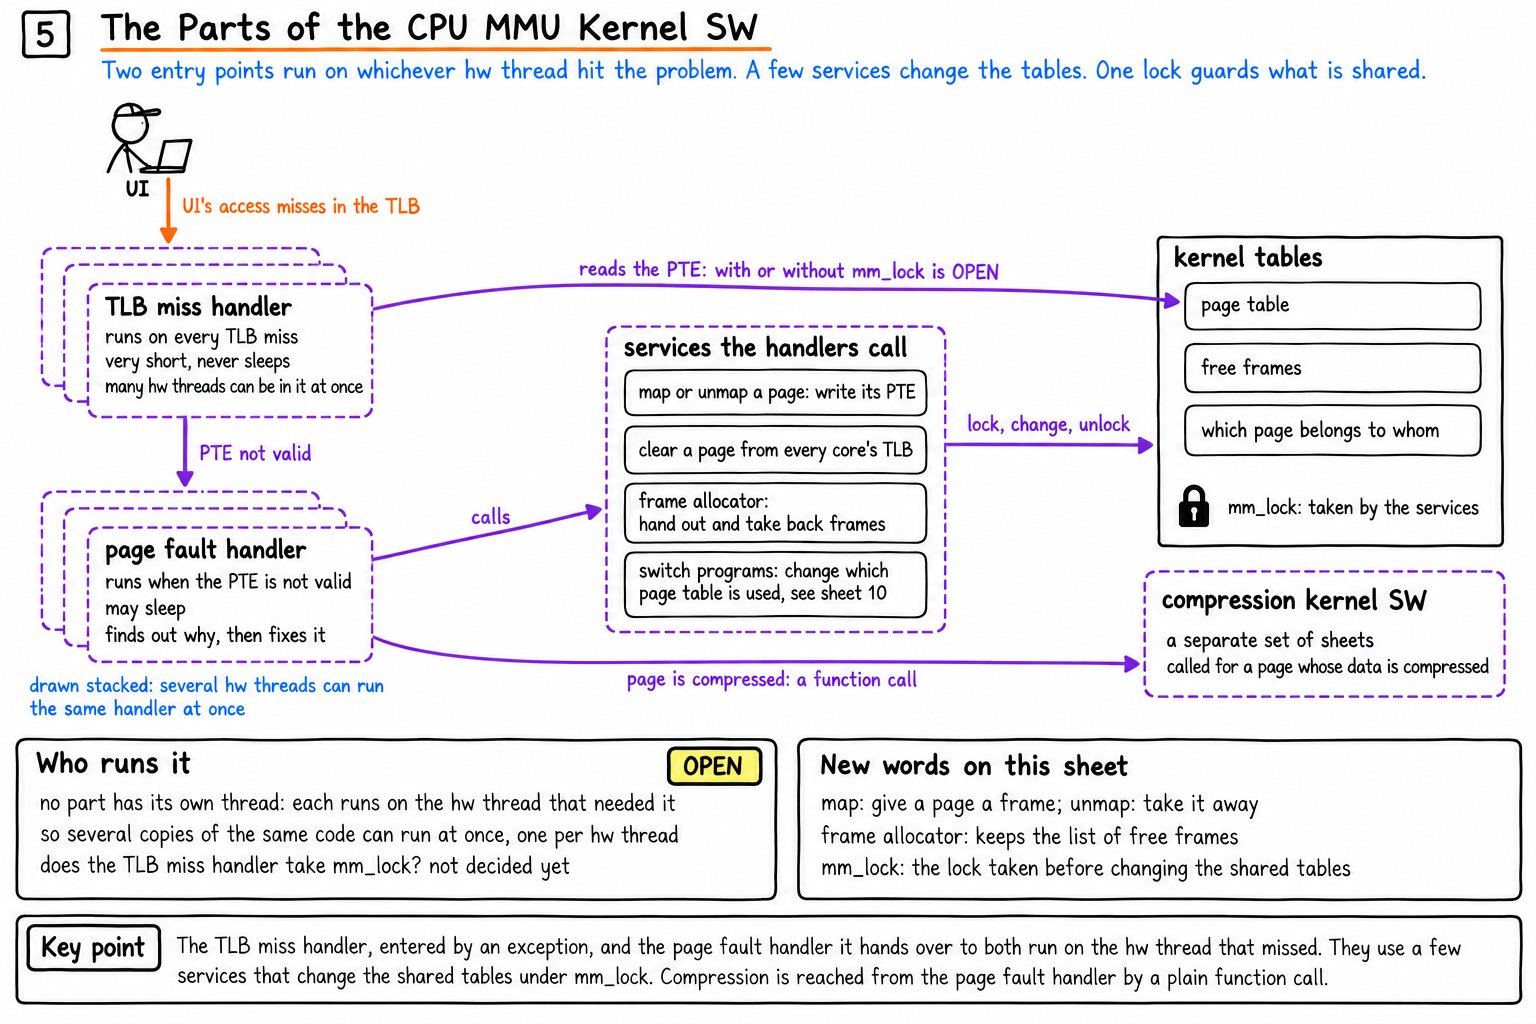 5
The Parts of the CPU MMU Kernel SW
Two entry points run on whichever hw thread hit the problem. A few services change the tables. One lock guards what is shared.
UI
UI's access misses in the TLB
TLB miss handler
runs on every TLB miss
very short, never sleeps
many hw threads can be in it at once
reads the PTE: with or without mm_lock is OPEN
PTE not valid
page fault handler
runs when the PTE is not valid
may sleep
finds out why, then fixes it
drawn stacked: several hw threads can run
the same handler at once
calls
services the handlers call
map or unmap a page: write its PTE
clear a page from every core's TLB
frame allocator:
hand out and take back frames
switch programs: change which
page table is used, see sheet 10
lock, change, unlock
page is compressed: a function call
kernel tables
page table
free frames
which page belongs to whom
mm_lock: taken by the services
compression kernel SW
a separate set of sheets
called for a page whose data is compressed
Who runs it
OPEN
no part has its own thread: each runs on the hw thread that needed it
so several copies of the same code can run at once, one per hw thread
does the TLB miss handler take mm_lock? not decided yet
New words on this sheet
map: give a page a frame; unmap: take it away
frame allocator: keeps the list of free frames
mm_lock: the lock taken before changing the shared tables
Key point
The TLB miss handler, entered by an exception, and the page fault handler it hands over to both run on the hw thread that missed. They use a few
services that change the shared tables under mm_lock. Compression is reached from the page fault handler by a plain function call.